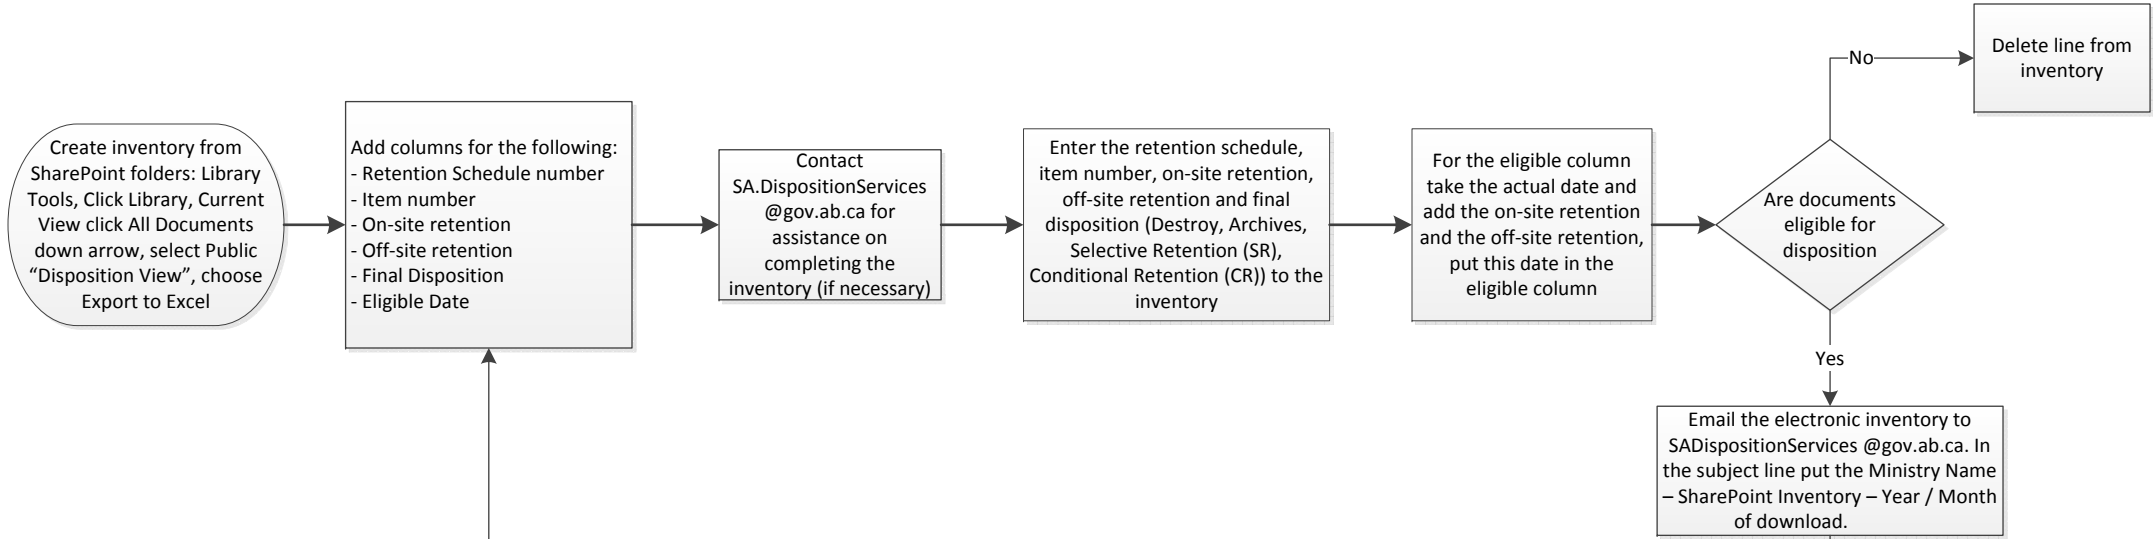 Create inventory from
SharePoint folders: Library
Tools, Click Library, Current
View click All Documents
down arrow, select Public
“Disposition View”, choose
Export to Excel
Add columns for the following:
- Retention Schedule number
- Item number
- On-site retention
- Off-site retention
- Final Disposition
- Eligible Date
Contact
SA.DispositionServices
@gov.ab.ca for
assistance on
completing the
inventory (if necessary)
Enter the retention schedule,
item number, on-site retention,
off-site retention and final
disposition (Destroy, Archives,
Selective Retention (SR),
Conditional Retention (CR)) to the
inventory
For the eligible column
take the actual date and
add the on-site retention
and the off-site retention,
put this date in the
eligible column
Are documents
eligible for
disposition
No
Delete line from
inventory
Yes
Email the electronic inventory to
SADispositionServices @gov.ab.ca. In
the subject line put the Ministry Name
– SharePoint Inventory – Year / Month
of download.